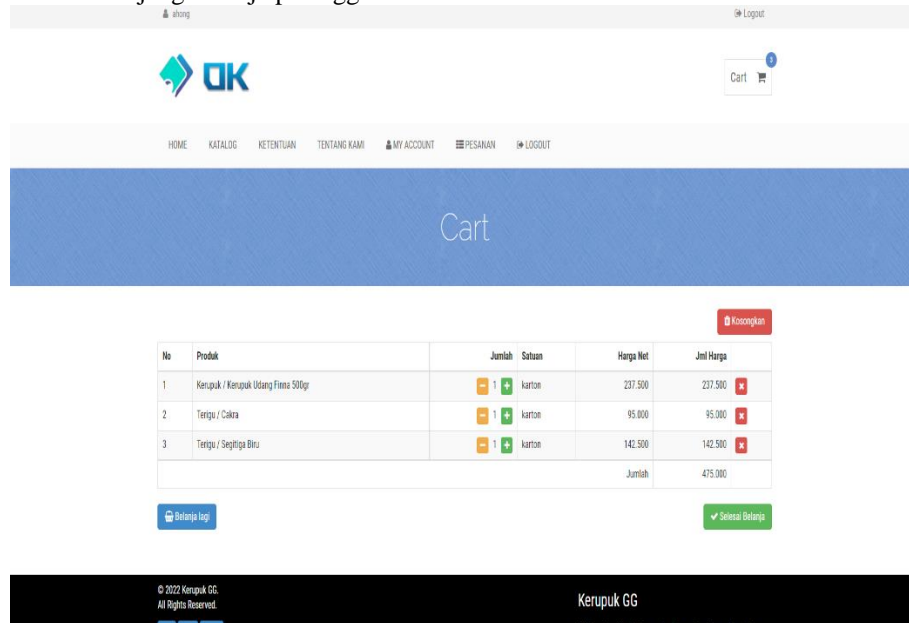 ahong Logout
OK
Cart 3
HOME KATALOG KETENTUAN TENTANG KAMI MY ACCOUNT PESANAN LOGOUT
Cart
Kosongkan
No Produk Jumlah Satuan Harga Net Jml Harga
1 Kerupuk / Kerupuk Udang Finna 500gr 1 karton 237.500 237.500
2 Terigu / Cakra 1 karton 95.000 95.000
3 Terigu / Segitiga Biru 1 karton 142.500 142.500
Jumlah 475.000
Belanja lagi Selesai Belanja
© 2022 Kerupuk GG.
All Rights Reserved.
Kerupuk GG